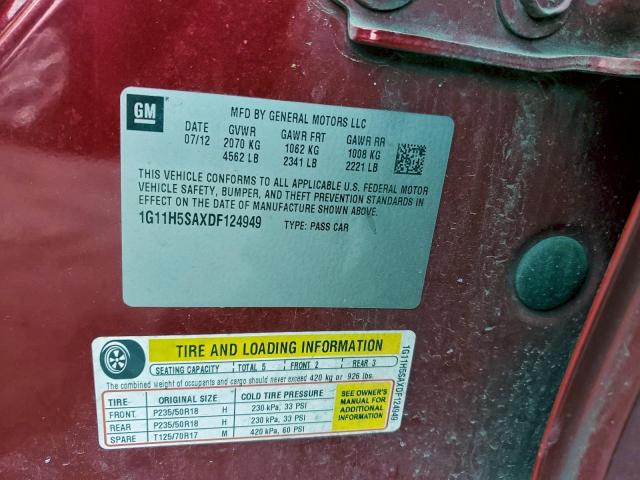 GM
MFD BY GENERAL MOTORS LLC
DATE GVWR GAWR FRT GAWR RR
07/12 2070 KG 1062 KG 1008 KG
4562 LB 2341 LB 2221 LB
THIS VEHICLE CONFORMS TO ALL APPLICABLE U.S. FEDERAL MOTOR
VEHICLE SAFETY, BUMPER, AND THEFT PREVENTION STANDARDS IN
EFFECT ON THE DATE OF MANUFACTURE SHOWN ABOVE.
1G11H5SAXDF124949 TYPE: PASS CAR
TIRE AND LOADING INFORMATION
SEATING CAPACITY TOTAL 5 FRONT 2 REAR 3
The combined weight of occupants and cargo should never exceed 420 kg or 926 lbs.
TIRE ORIGINAL SIZE COLD TIRE PRESSURE
FRONT P235/50R18 H 230 kPa, 33 PSI
REAR P235/50R18 H 230 kPa, 33 PSI
SPARE T125/70R17 M 420 kPa, 60 PSI
SEE OWNER'S
MANUAL FOR
ADDITIONAL
INFORMATION
1G11H5SAXDF124949